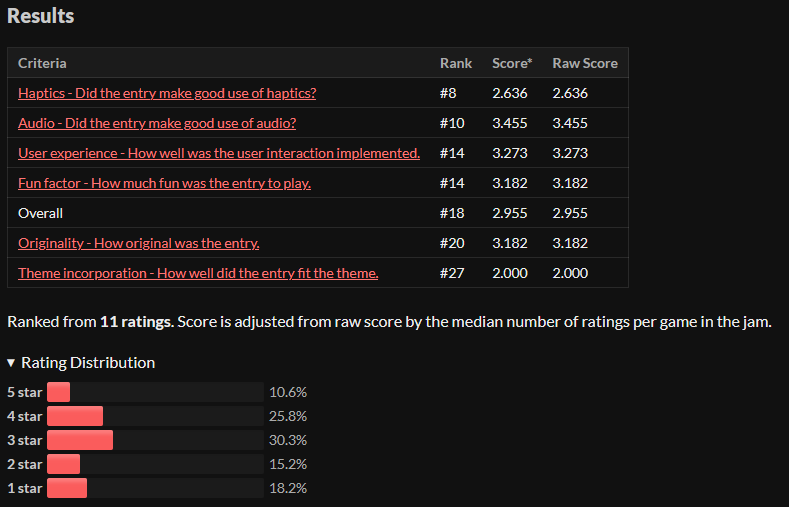 Results
Criteria Rank Score* Raw Score
Haptics - Did the entry make good use of haptics? #8 2.636 2.636
Audio - Did the entry make good use of audio? #10 3.455 3.455
User experience - How well was the user interaction implemented. #14 3.273 3.273
Fun factor - How much fun was the entry to play. #14 3.182 3.182
Overall #18 2.955 2.955
Originality - How original was the entry. #20 3.182 3.182
Theme incorporation - How well did the entry fit the theme. #27 2.000 2.000
Ranked from 11 ratings. Score is adjusted from raw score by the median number of ratings per game in the jam.
▾ Rating Distribution
5 star 10.6%
4 star 25.8%
3 star 30.3%
2 star 15.2%
1 star 18.2%